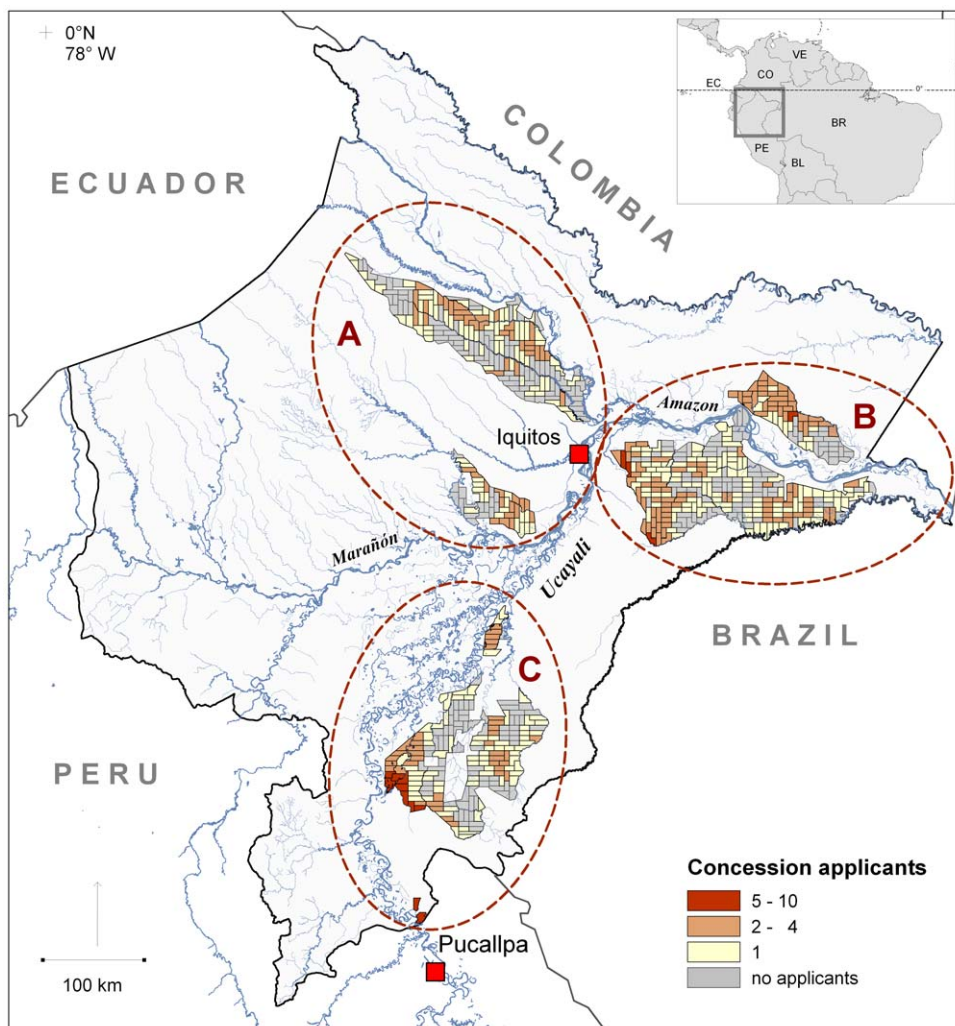 0°N
78° W
VE
CO
EC
0°
BR
PE
BL
COLOMBIA
ECUADOR
A
Amazon
B
Iquitos
Marañón
Ucayali
BRAZIL
C
PERU
Concession applicants
5 - 10
2 - 4
1
no applicants
Pucallpa
100 km